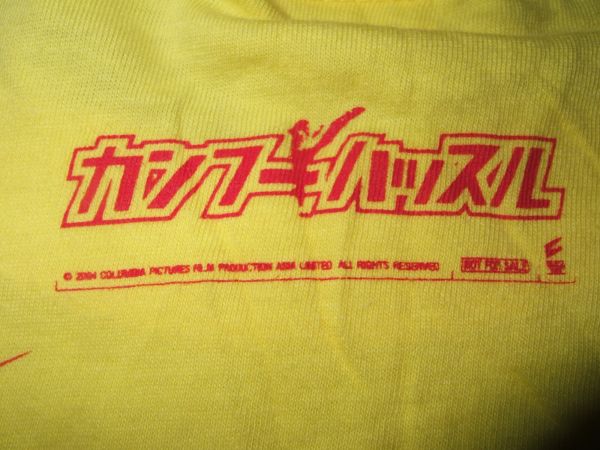 カンフーハッスル
© 2004 COLUMBIA PICTURES FILM PRODUCTION ASIA LIMITED ALL RIGHTS RESERVED NOT FOR SALE